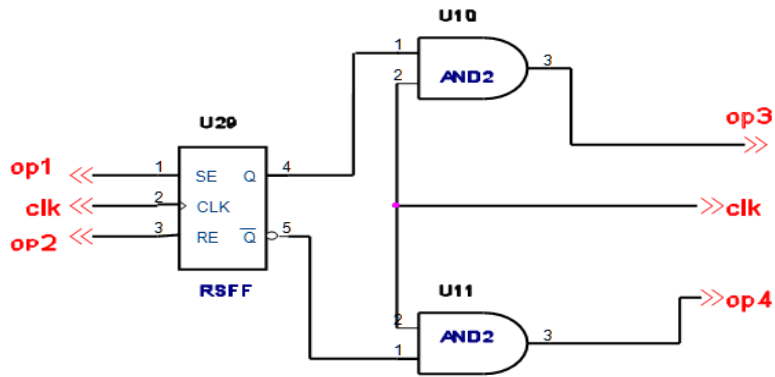 U10
1
2
AND2
3
op3
U29
op1
1
SE
Q
4
clk
2
CLK
clk
op2
3
RE
Q
5
RSFF
U11
op4
2
AND2
3
1